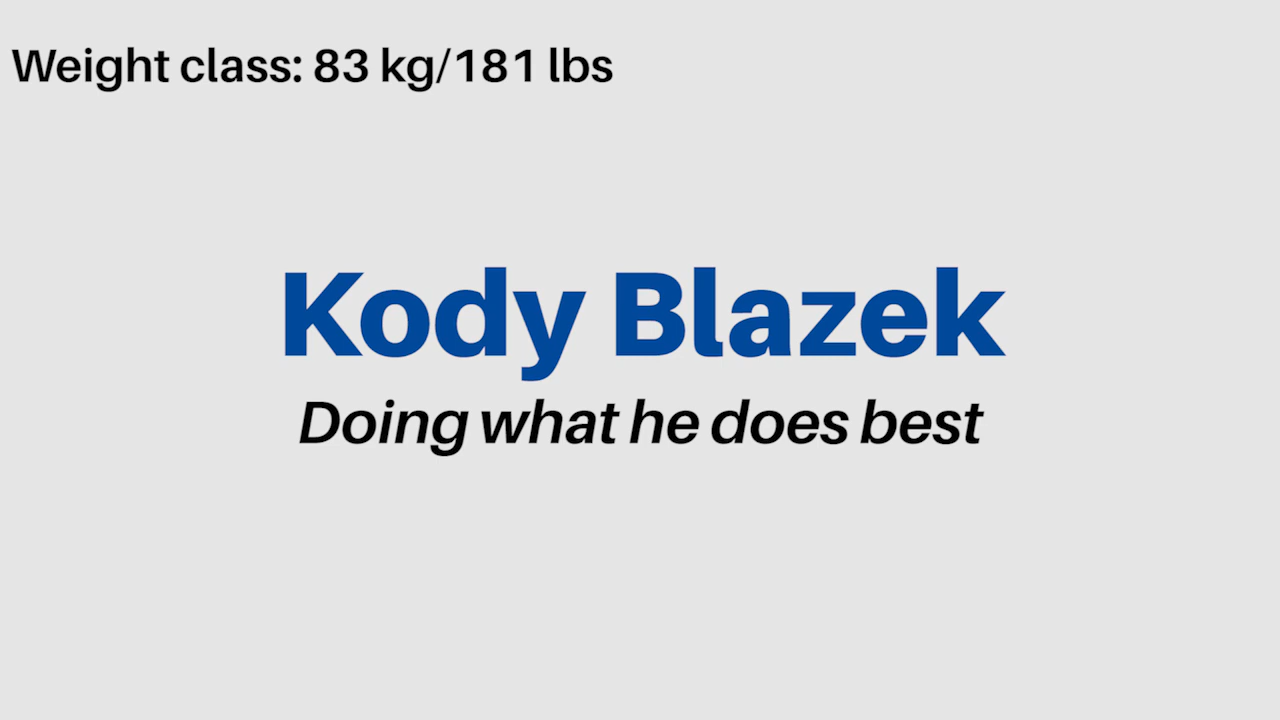 Weight class: 83 kg/181 lbs
Kody Blazek
Doing what he does best